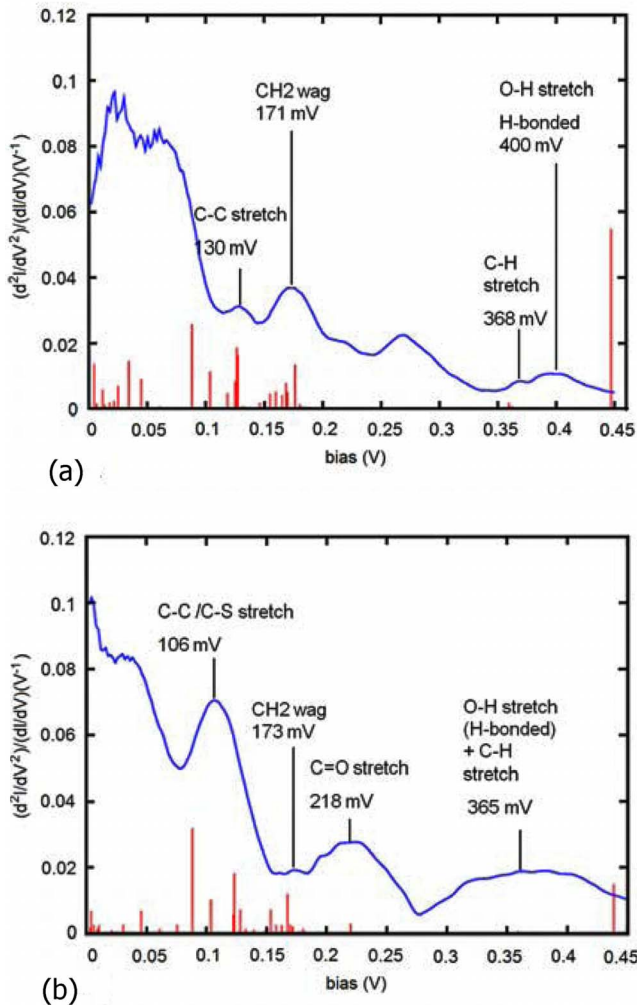 0.12
0.1
0.08
0.06
0.04
0.02
0
(d²I/dV²)/(dI/dV)(V⁻¹)
CH2 wag
171 mV
O-H stretch
H-bonded
400 mV
C-C stretch
130 mV
C-H
stretch
368 mV
0 0.05 0.1 0.15 0.2 0.25 0.3 0.35 0.4 0.45
bias (V)
(a)
0.12
0.1
0.08
0.06
0.04
0.02
0
(d²I/dV²)/(dI/dV)(V⁻¹)
C-C /C-S stretch
106 mV
CH2 wag
173 mV
C=O stretch
218 mV
O-H stretch
(H-bonded)
+ C-H
stretch
365 mV
0 0.05 0.1 0.15 0.2 0.25 0.3 0.35 0.4 0.45
bias (V)
(b)